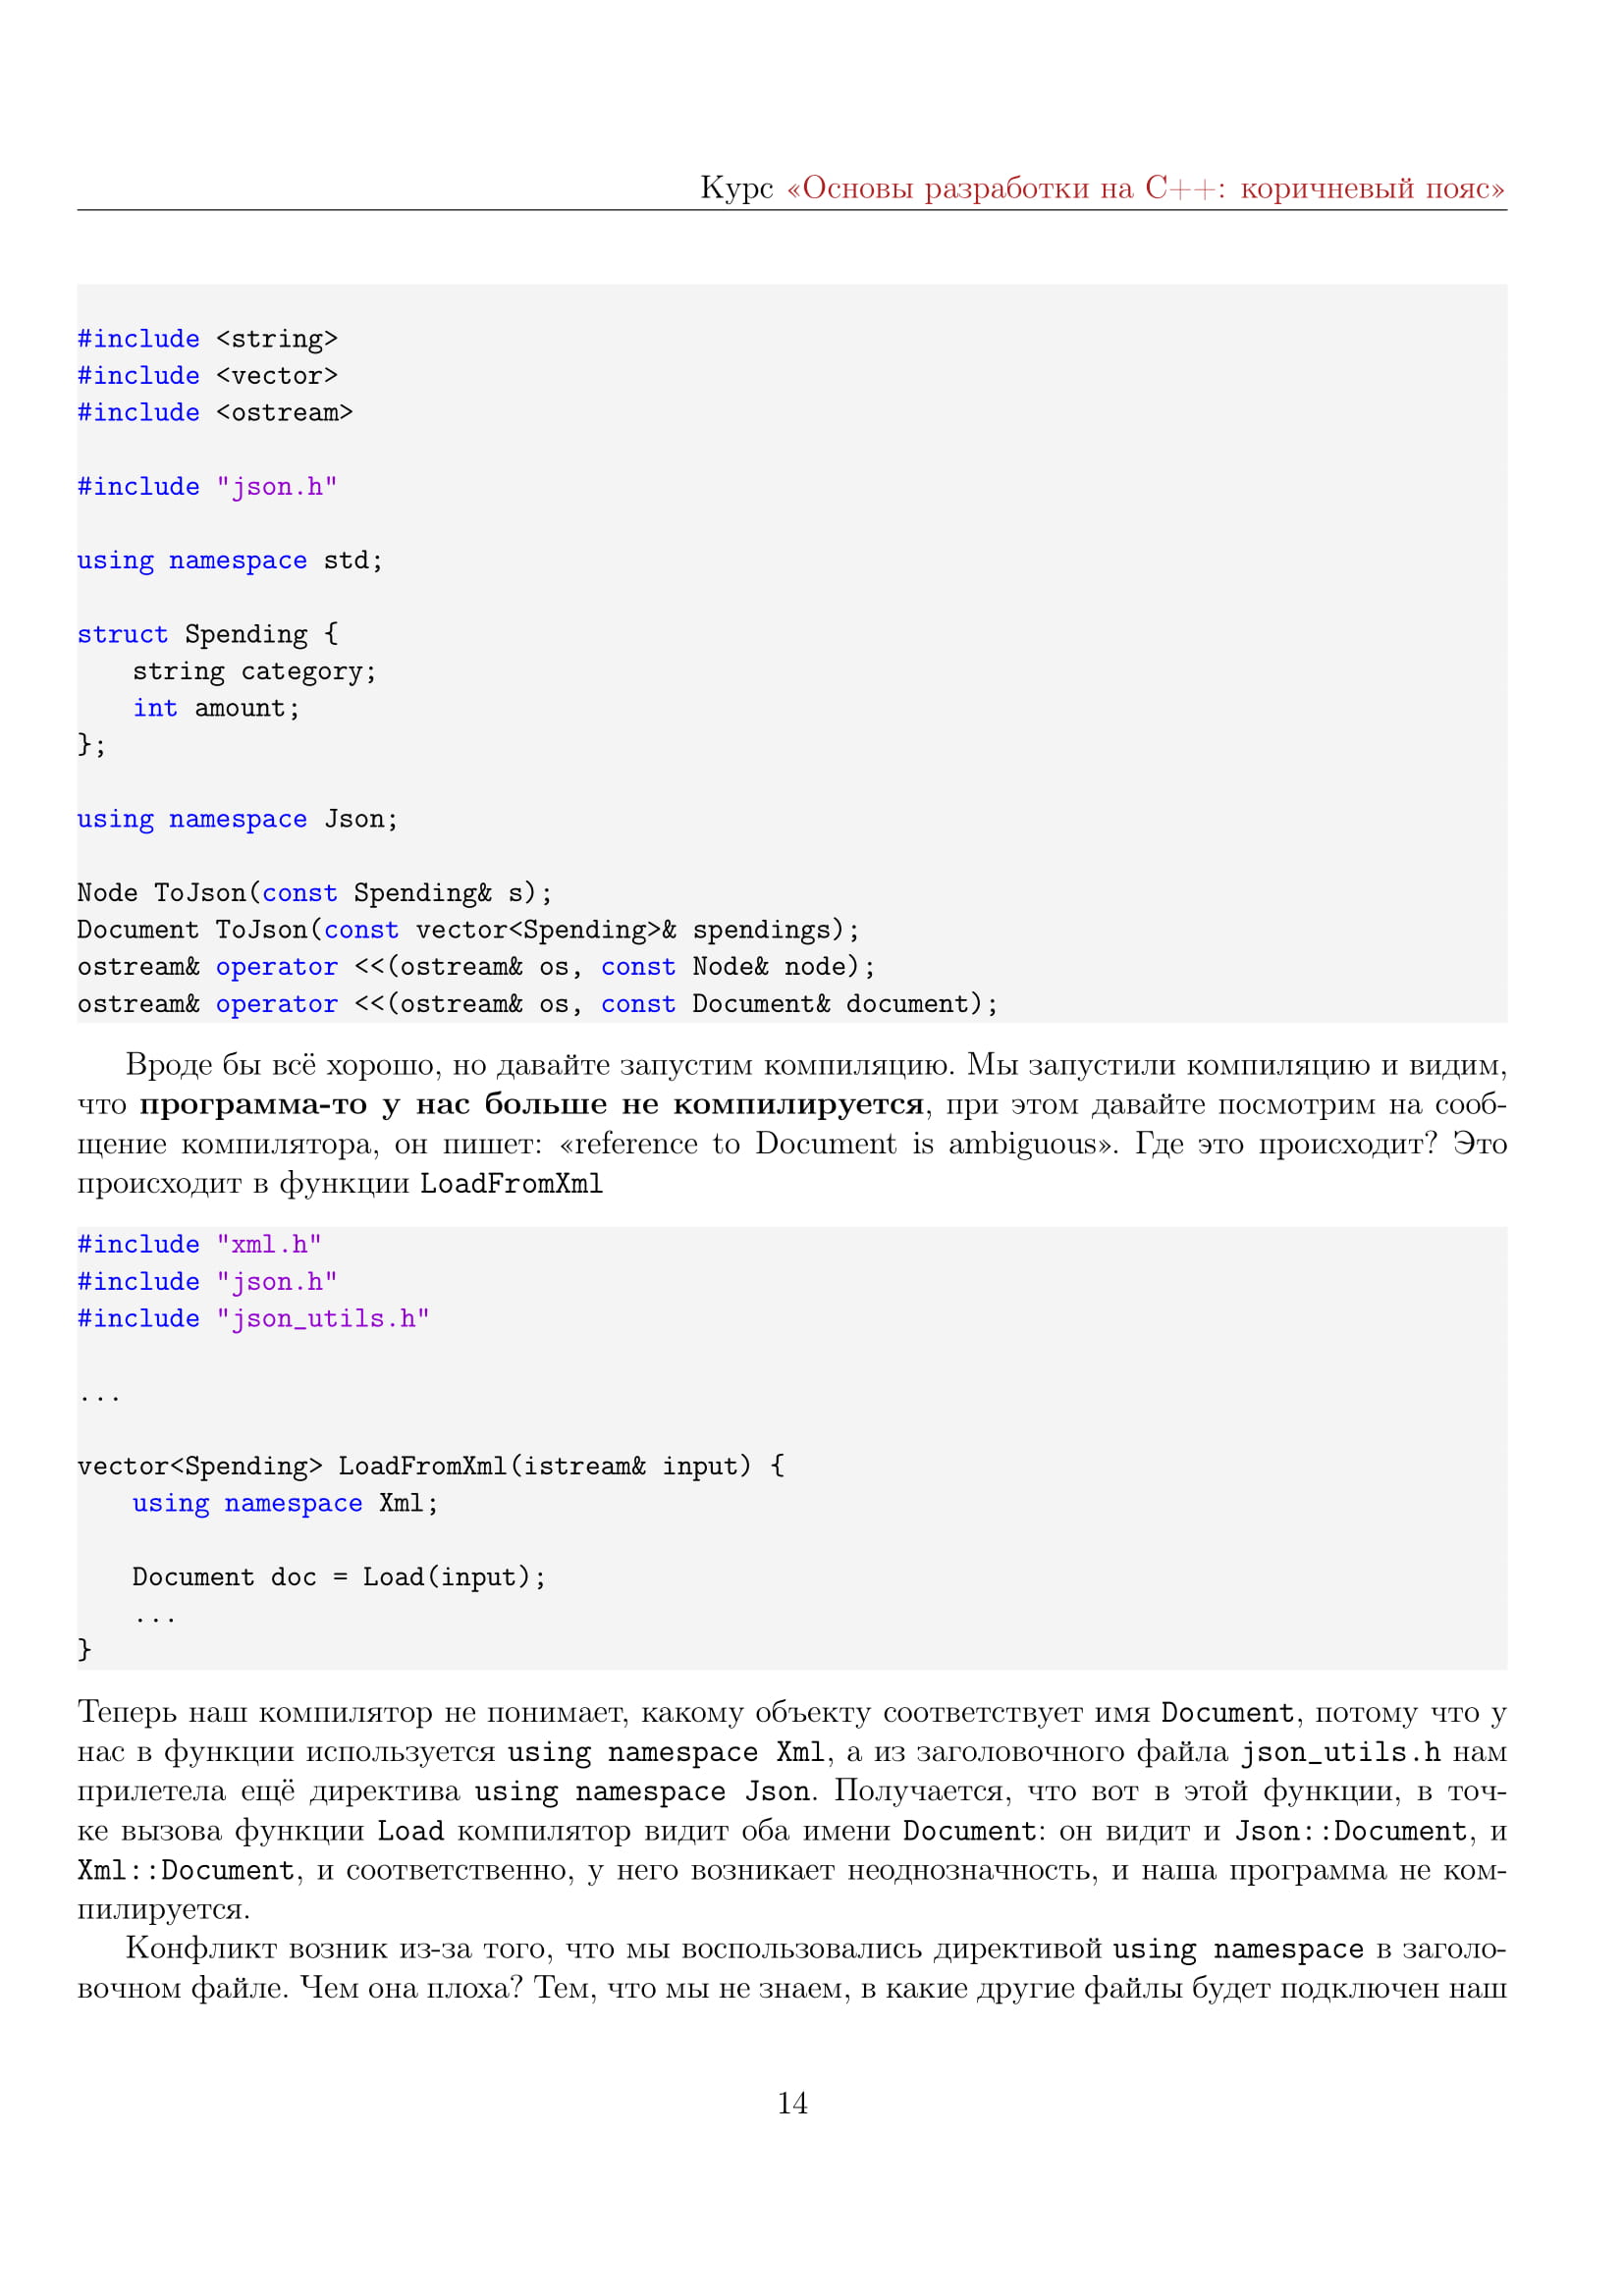 Курс «Основы разработки на C++: коричневый пояс»
#include <string>
#include <vector>
#include <ostream>
#include "json.h"
using namespace std;
struct Spending {
string category;
int amount;
};
using namespace Json;
Node ToJson(const Spending& s);
Document ToJson(const vector<Spending>& spendings);
ostream& operator <<(ostream& os, const Node& node);
ostream& operator <<(ostream& os, const Document& document);
Вроде бы всё хорошо, но давайте запустим компиляцию. Мы запустили компиляцию и видим,
что программа-то у нас больше не компилируется, при этом давайте посмотрим на сооб-
щение компилятора, он пишет: «reference to Document is ambiguous». Где это происходит? Это
происходит в функции LoadFromXml
#include "xml.h"
#include "json.h"
#include "json_utils.h"
...
vector<Spending> LoadFromXml(istream& input) {
using namespace Xml;
Document doc = Load(input);
...
}
Теперь наш компилятор не понимает, какому объекту соответствует имя Document, потому что у
нас в функции используется using namespace Xml, а из заголовочного файла json_utils.h нам
прилетела ещё директива using namespace Json. Получается, что вот в этой функции, в точ-
ке вызова функции Load компилятор видит оба имени Document: он видит и Json::Document, и
Xml::Document, и соответственно, у него возникает неоднозначность, и наша программа не ком-
пилируется.
Конфликт возник из-за того, что мы воспользовались директивой using namespace в заголо-
вочном файле. Чем она плоха? Тем, что мы не знаем, в какие другие файлы будет подключен наш
14